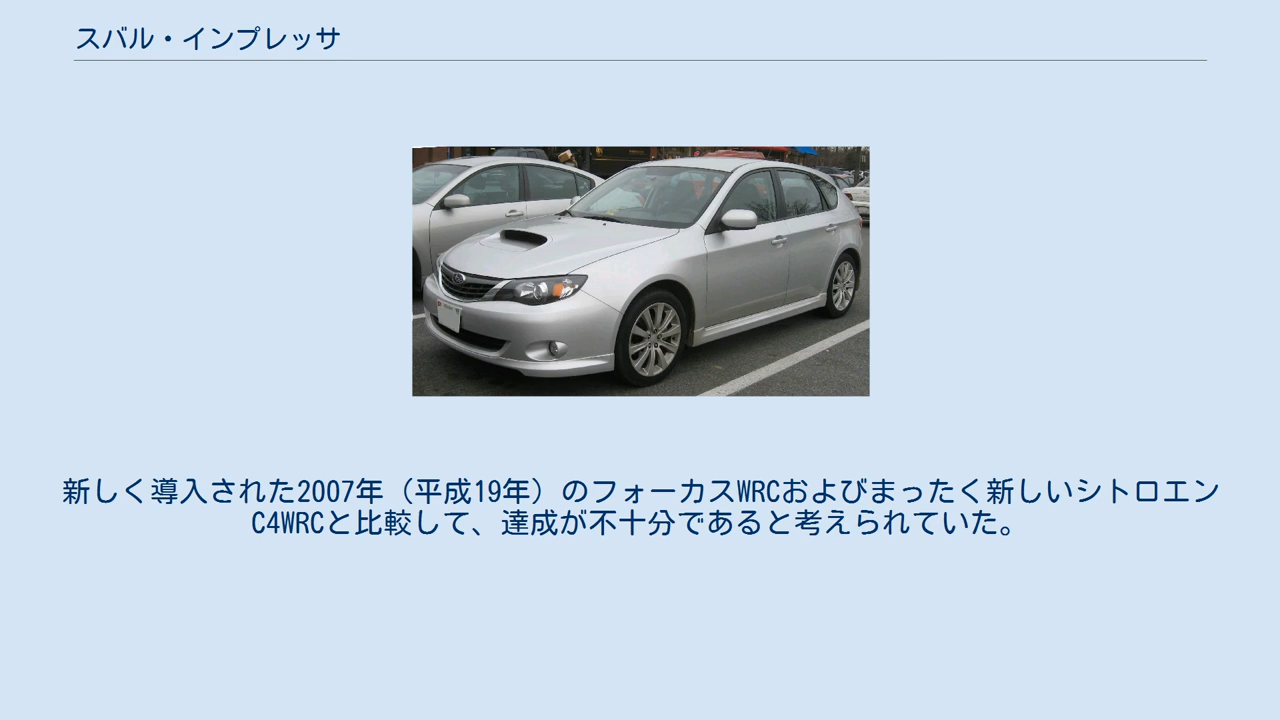 スバル・インプレッサ
新しく導入された2007年（平成19年）のフォーカスWRCおよびまったく新しいシトロエン
C4WRCと比較して、達成が不十分であると考えられていた。